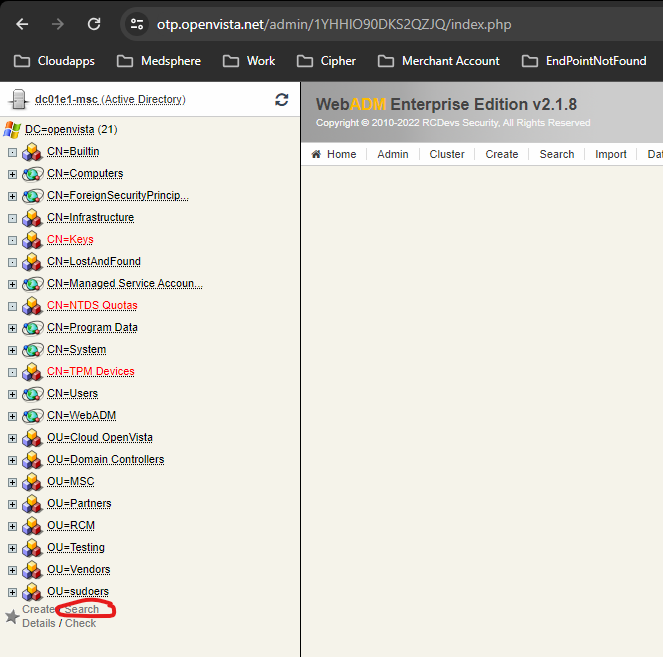 otp.openvista.net/admin/1YHHIO90DKS2QZJQ/index.php
Cloudapps Medsphere Work Cipher Merchant Account EndPointNotFound
dc01e1-msc (Active Directory)
DC=openvista (21)
CN=Builtin
CN=Computers
CN=ForeignSecurityPrincip...
CN=Infrastructure
CN=Keys
CN=LostAndFound
CN=Managed Service Accoun...
CN=NTDS Quotas
CN=Program Data
CN=System
CN=TPM Devices
CN=Users
CN=WebADM
OU=Cloud OpenVista
OU=Domain Controllers
OU=MSC
OU=Partners
OU=RCM
OU=Testing
OU=Vendors
OU=sudoers
Create Search
Details / Check
WebADM Enterprise Edition v2.1.8
Copyright © 2010-2022 RCDevs Security, All Rights Reserved
Home Admin Cluster Create Search Import Dat